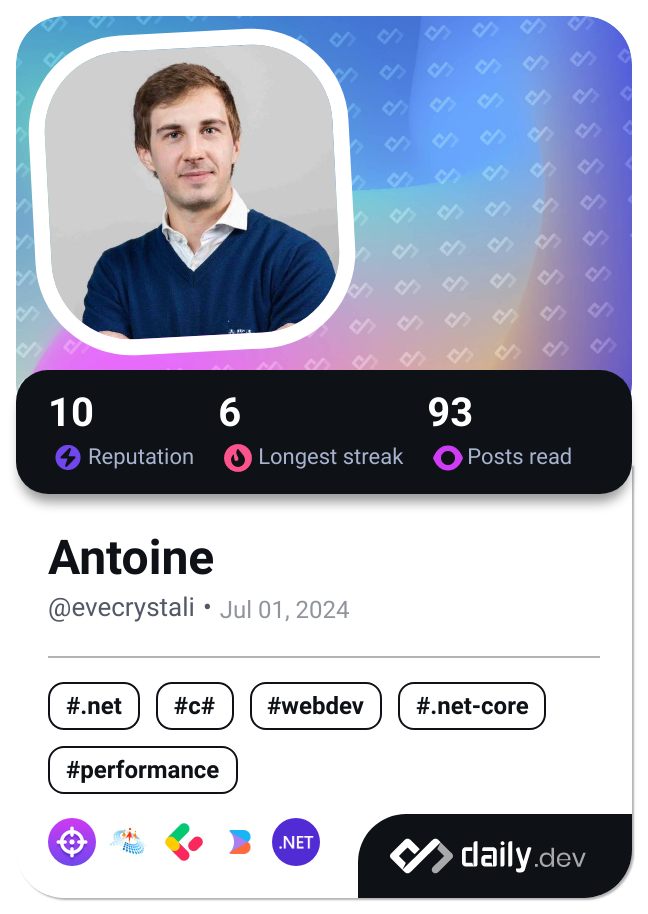 10 6 93
Reputation Longest streak Posts read
Antoine
@evecrystali • Jul 01, 2024
#.net #c# #webdev #.net-core
#performance
.NET daily.dev